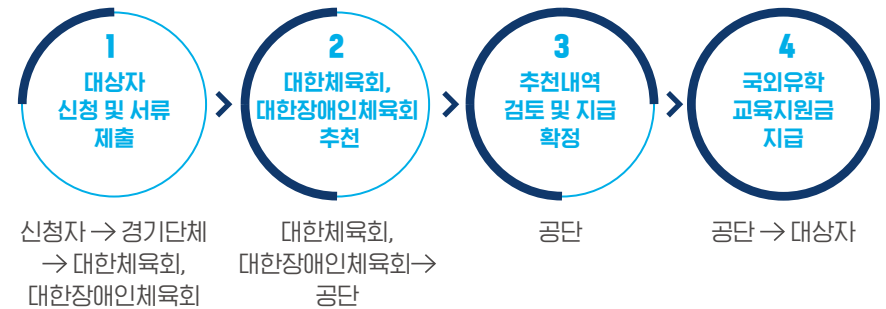 1
대상자
신청 및 서류
제출
2
대한체육회,
대한장애인체육회
추천
3
추천내역
검토 및 지급
확정
4
국외유학
교육지원금
지급
신청자 → 경기단체
→ 대한체육회,
대한장애인체육회
대한체육회,
대한장애인체육회→
공단
공단
공단 → 대상자